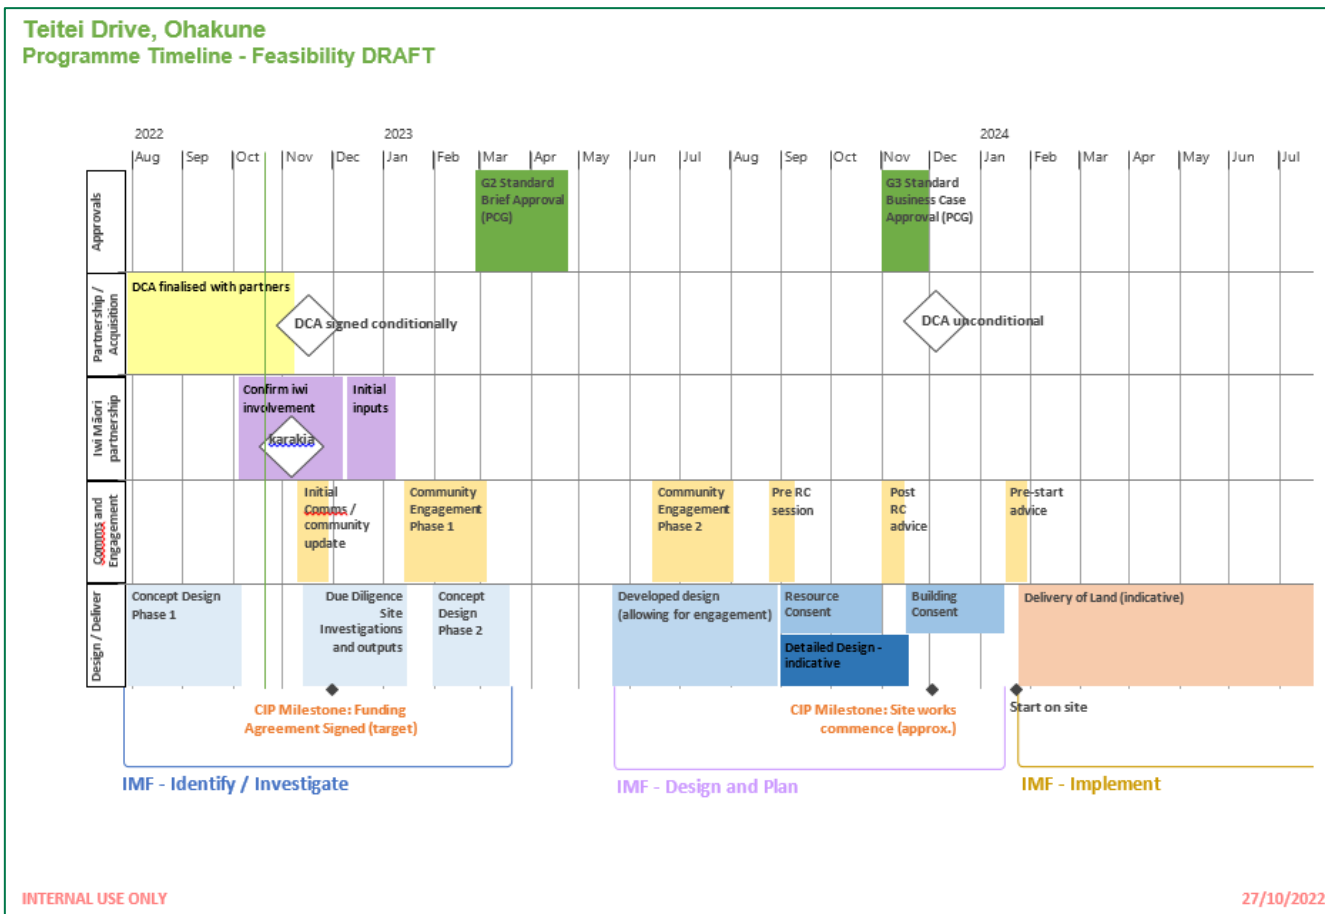 Teitei Drive, Ohakune
Programme Timeline - Feasibility DRAFT
2022 2023 2024
Aug Sep Oct Nov Dec Jan Feb Mar Apr May Jun Jul Aug Sep Oct Nov Dec Jan Feb Mar Apr May Jun Jul
Approvals
G2 Standard
Brief Approval
(PCG)
G3 Standard
Business Case
Approval (PCG)
Partnership /
Acquisition
DCA finalised with partners
DCA signed conditionally
DCA unconditional
Iwi Māori
partnership
Confirm iwi
involvement
karakia
Initial
inputs
Comms and
Engagement
Initial
Comms /
community
update
Community
Engagement
Phase 1
Community
Engagement
Phase 2
Pre RC
session
Post
RC
advice
Pre-start
advice
Design / Deliver
Concept Design
Phase 1
Due Diligence
Site
Investigations
and outputs
Concept
Design
Phase 2
Developed design
(allowing for engagement)
Resource
Consent
Detailed Design -
indicative
Building
Consent
Delivery of Land (indicative)
CIP Milestone: Funding
Agreement Signed (target)
CIP Milestone: Site works
commence (approx.)
Start on site
IMF - Identify / Investigate
IMF - Design and Plan
IMF - Implement
INTERNAL USE ONLY
27/10/2022